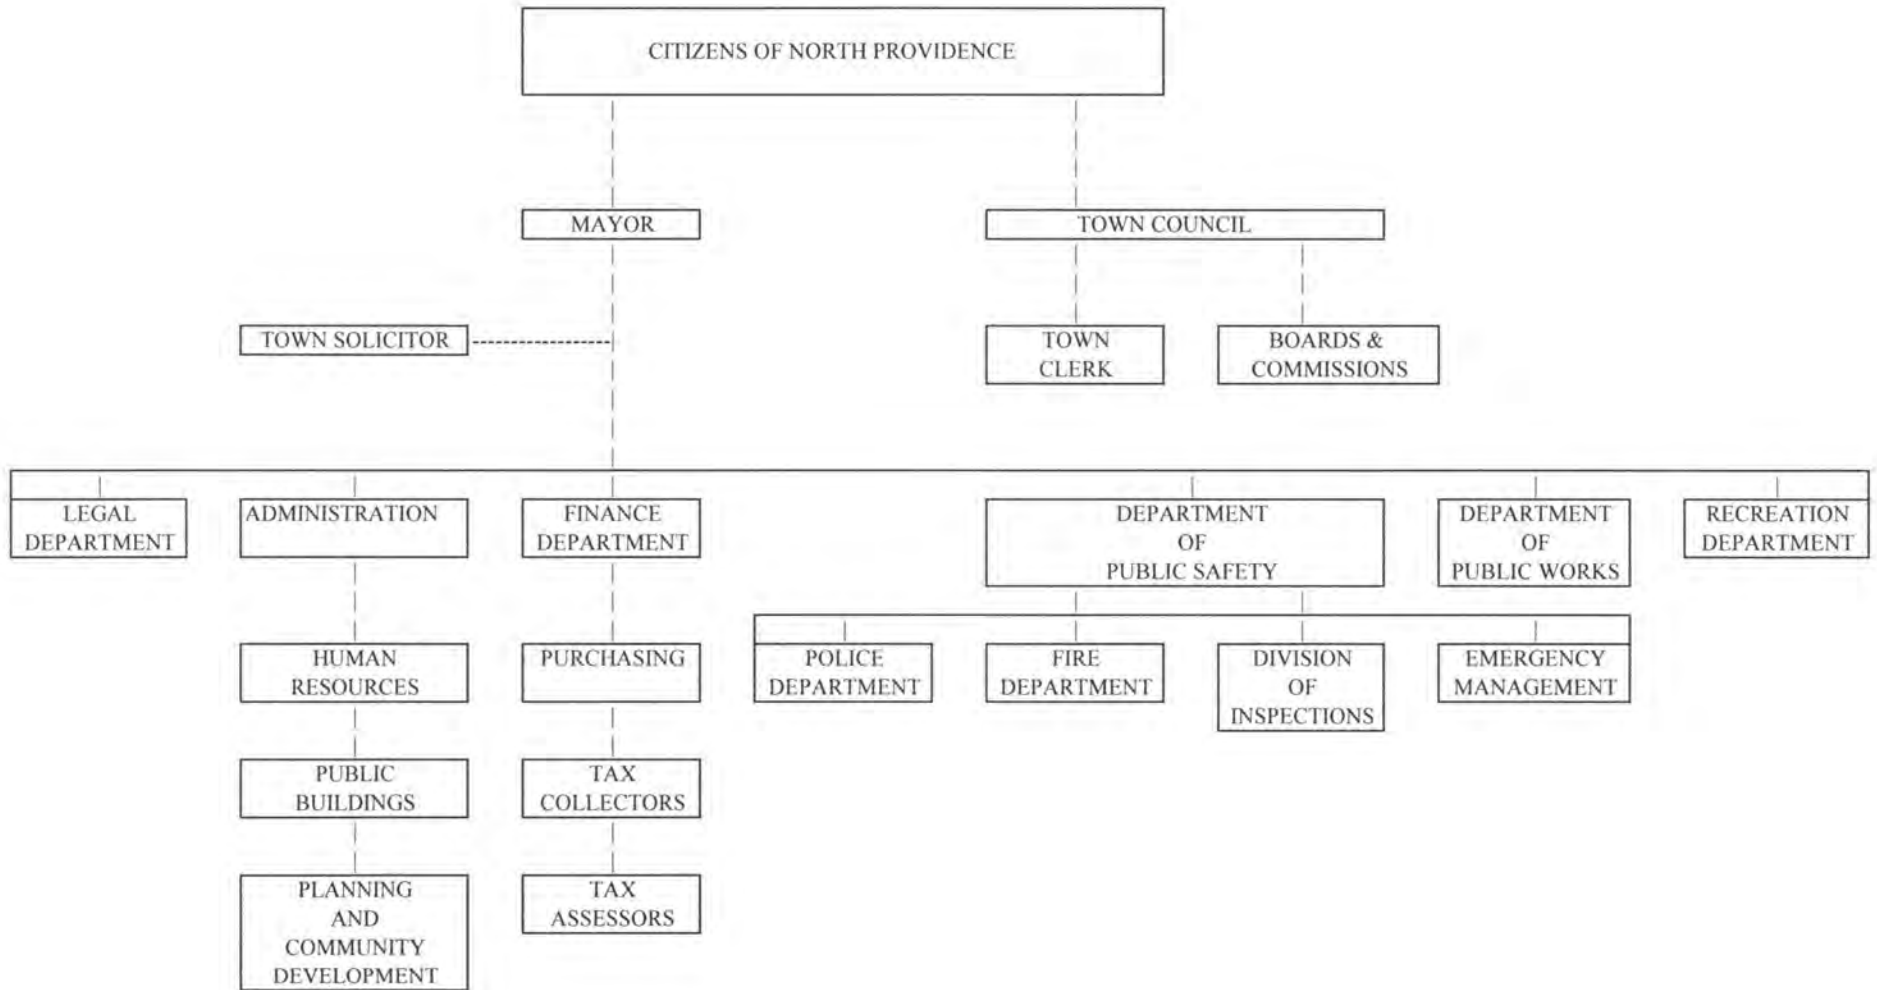 CITIZENS OF NORTH PROVIDENCE
MAYOR
TOWN COUNCIL
TOWN SOLICITOR
TOWN
CLERK
BOARDS &
COMMISSIONS
LEGAL
DEPARTMENT
ADMINISTRATION
FINANCE
DEPARTMENT
DEPARTMENT
OF
PUBLIC SAFETY
DEPARTMENT
OF
PUBLIC WORKS
RECREATION
DEPARTMENT
HUMAN
RESOURCES
PURCHASING
POLICE
DEPARTMENT
FIRE
DEPARTMENT
DIVISION
OF
INSPECTIONS
EMERGENCY
MANAGEMENT
PUBLIC
BUILDINGS
TAX
COLLECTORS
PLANNING
AND
COMMUNITY
DEVELOPMENT
TAX
ASSESSORS